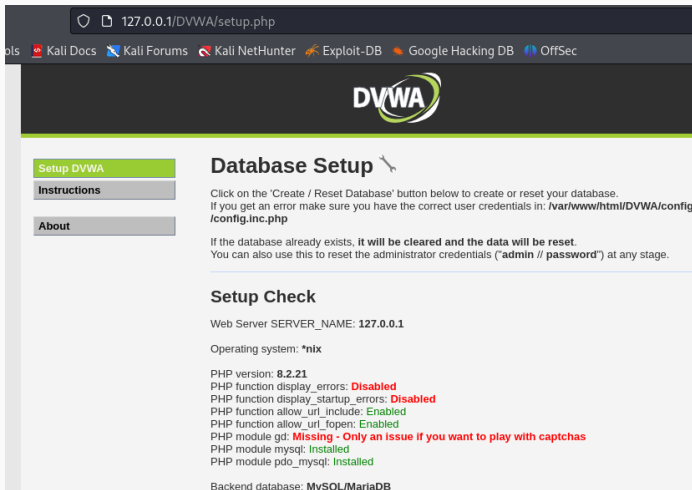 127.0.0.1/DVWA/setup.php
ols Kali Docs Kali Forums Kali NetHunter Exploit-DB Google Hacking DB OffSec
DVWA
Setup DVWA
Instructions
About
Database Setup
Click on the 'Create / Reset Database' button below to create or reset your database.
If you get an error make sure you have the correct user credentials in: /var/www/html/DVWA/config
/config.inc.php
If the database already exists, it will be cleared and the data will be reset.
You can also use this to reset the administrator credentials ("admin // password") at any stage.
Setup Check
Web Server SERVER_NAME: 127.0.0.1
Operating system: *nix
PHP version: 8.2.21
PHP function display_errors: Disabled
PHP function display_startup_errors: Disabled
PHP function allow_url_include: Enabled
PHP function allow_url_fopen: Enabled
PHP module gd: Missing - Only an issue if you want to play with captchas
PHP module mysql: Installed
PHP module pdo_mysql: Installed
Backend database: MySQL/MariaDB